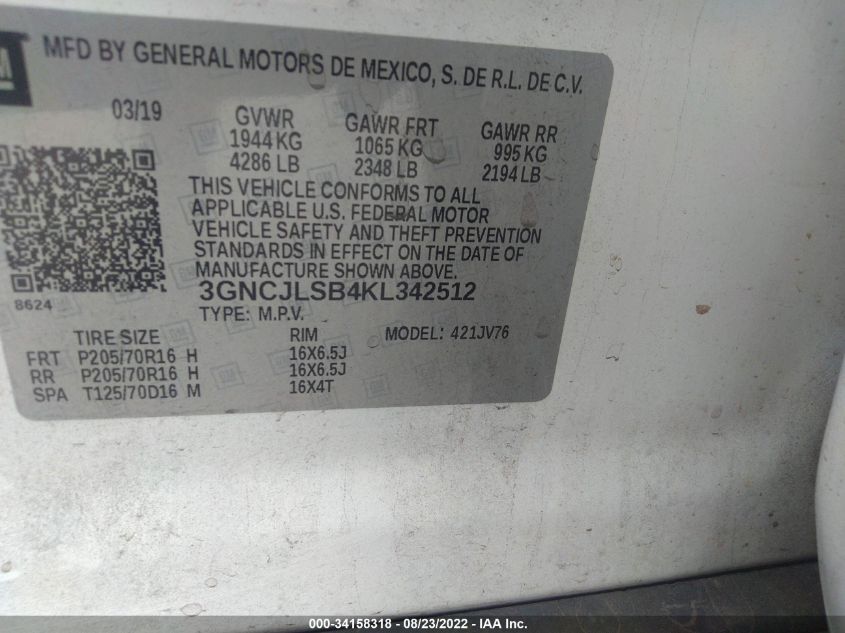 GM
MFD BY GENERAL MOTORS DE MEXICO, S. DE R.L. DE C.V.
03/19 GVWR GAWR FRT GAWR RR
1944 KG 1065 KG 995 KG
4286 LB 2348 LB 2194 LB
THIS VEHICLE CONFORMS TO ALL
APPLICABLE U.S. FEDERAL MOTOR
VEHICLE SAFETY AND THEFT PREVENTION
STANDARDS IN EFFECT ON THE DATE OF
MANUFACTURE SHOWN ABOVE.
8624
3GNCJLSB4KL342512
TYPE: M.P.V.
TIRE SIZE RIM MODEL: 421JV76
FRT P205/70R16 H 16X6.5J
RR P205/70R16 H 16X6.5J
SPA T125/70D16 M 16X4T
000-34158318 - 08/23/2022 - IAA Inc.